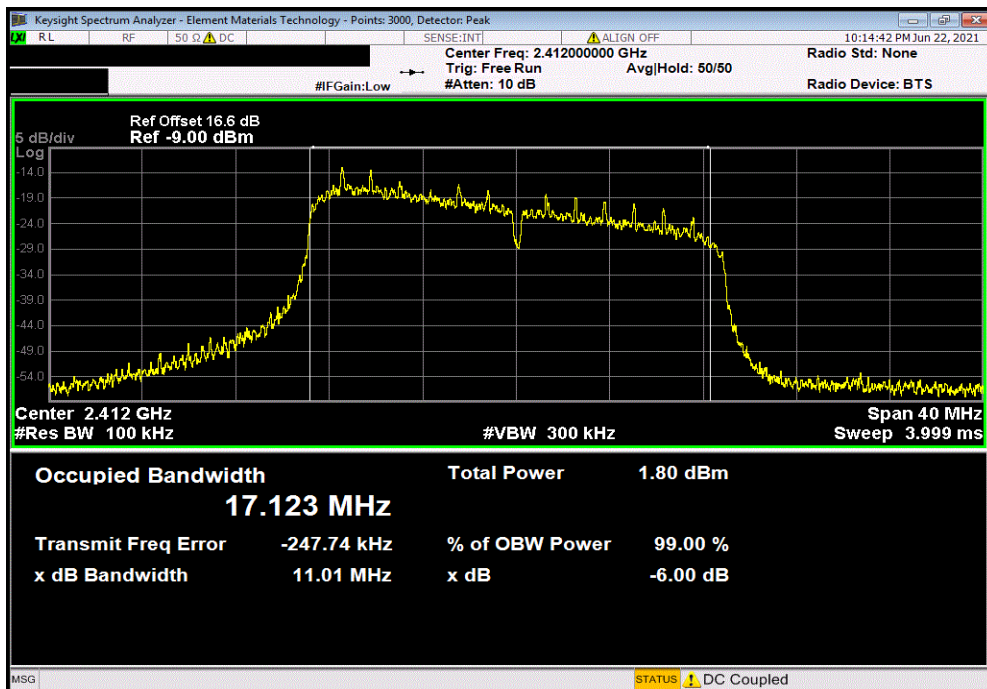 Keysight Spectrum Analyzer - Element Materials Technology - Points: 3000, Detector: Peak
LXI RL RF 50 Ω DC SENSE:INT ALIGN OFF 10:14:42 PM Jun 22, 2021
Center Freq: 2.412000000 GHz Radio Std: None
Trig: Free Run Avg|Hold: 50/50
#IFGain:Low #Atten: 10 dB Radio Device: BTS
Ref Offset 16.6 dB
5 dB/div Ref -9.00 dBm
Log
-14.0
-19.0
-24.0
-29.0
-34.0
-39.0
-44.0
-49.0
-54.0
Center 2.412 GHz Span 40 MHz
#Res BW 100 kHz #VBW 300 kHz Sweep 3.999 ms
Occupied Bandwidth Total Power 1.80 dBm
17.123 MHz
Transmit Freq Error -247.74 kHz % of OBW Power 99.00 %
x dB Bandwidth 11.01 MHz x dB -6.00 dB
MSG STATUS DC Coupled